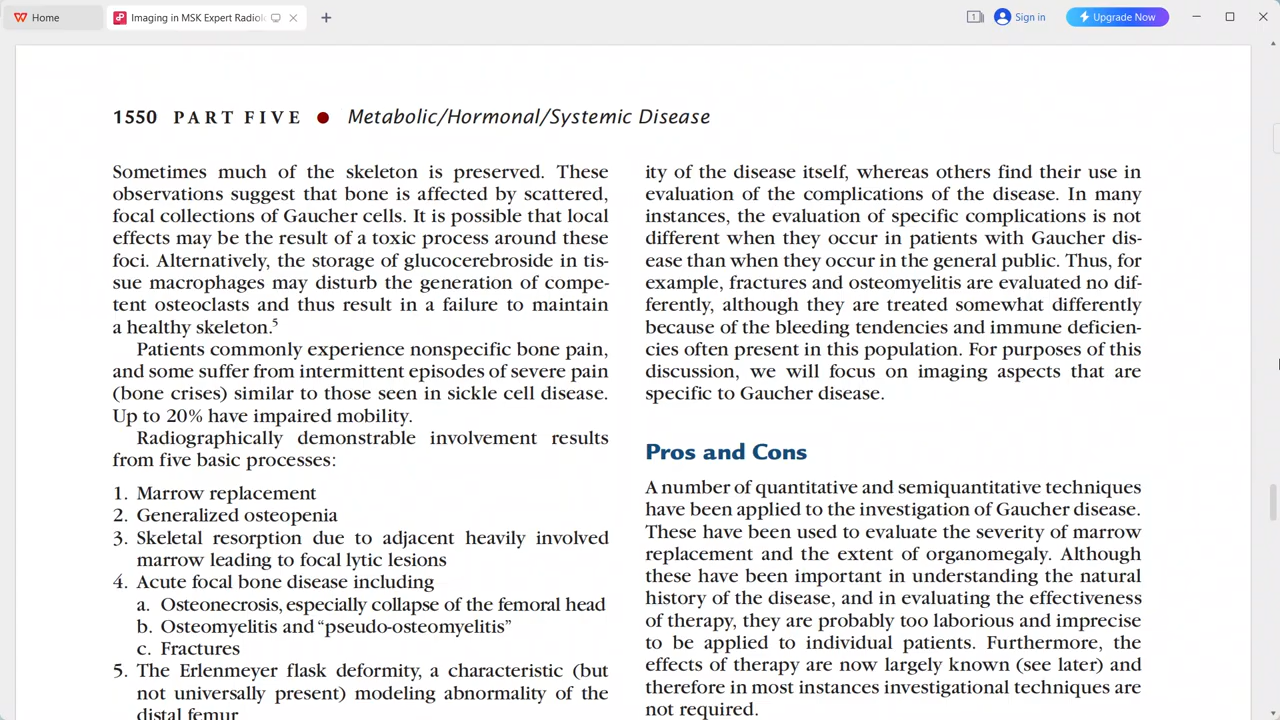 Home
Imaging in MSK Expert Radiol
Sign in
Upgrade Now
1550 PART FIVE ● Metabolic/Hormonal/Systemic Disease
Sometimes much of the skeleton is preserved. These
observations suggest that bone is affected by scattered,
focal collections of Gaucher cells. It is possible that local
effects may be the result of a toxic process around these
foci. Alternatively, the storage of glucocerebroside in tis-
sue macrophages may disturb the generation of compe-
tent osteoclasts and thus result in a failure to maintain
a healthy skeleton.5
Patients commonly experience nonspecific bone pain,
and some suffer from intermittent episodes of severe pain
(bone crises) similar to those seen in sickle cell disease.
Up to 20% have impaired mobility.
Radiographically demonstrable involvement results
from five basic processes:
1. Marrow replacement
2. Generalized osteopenia
3. Skeletal resorption due to adjacent heavily involved
marrow leading to focal lytic lesions
4. Acute focal bone disease including
a. Osteonecrosis, especially collapse of the femoral head
b. Osteomyelitis and “pseudo-osteomyelitis”
c. Fractures
5. The Erlenmeyer flask deformity, a characteristic (but
not universally present) modeling abnormality of the
distal femur
ity of the disease itself, whereas others find their use in
evaluation of the complications of the disease. In many
instances, the evaluation of specific complications is not
different when they occur in patients with Gaucher dis-
ease than when they occur in the general public. Thus, for
example, fractures and osteomyelitis are evaluated no dif-
ferently, although they are treated somewhat differently
because of the bleeding tendencies and immune deficien-
cies often present in this population. For purposes of this
discussion, we will focus on imaging aspects that are
specific to Gaucher disease.
Pros and Cons
A number of quantitative and semiquantitative techniques
have been applied to the investigation of Gaucher disease.
These have been used to evaluate the severity of marrow
replacement and the extent of organomegaly. Although
these have been important in understanding the natural
history of the disease, and in evaluating the effectiveness
of therapy, they are probably too laborious and imprecise
to be applied to individual patients. Furthermore, the
effects of therapy are now largely known (see later) and
therefore in most instances investigational techniques are
not required.